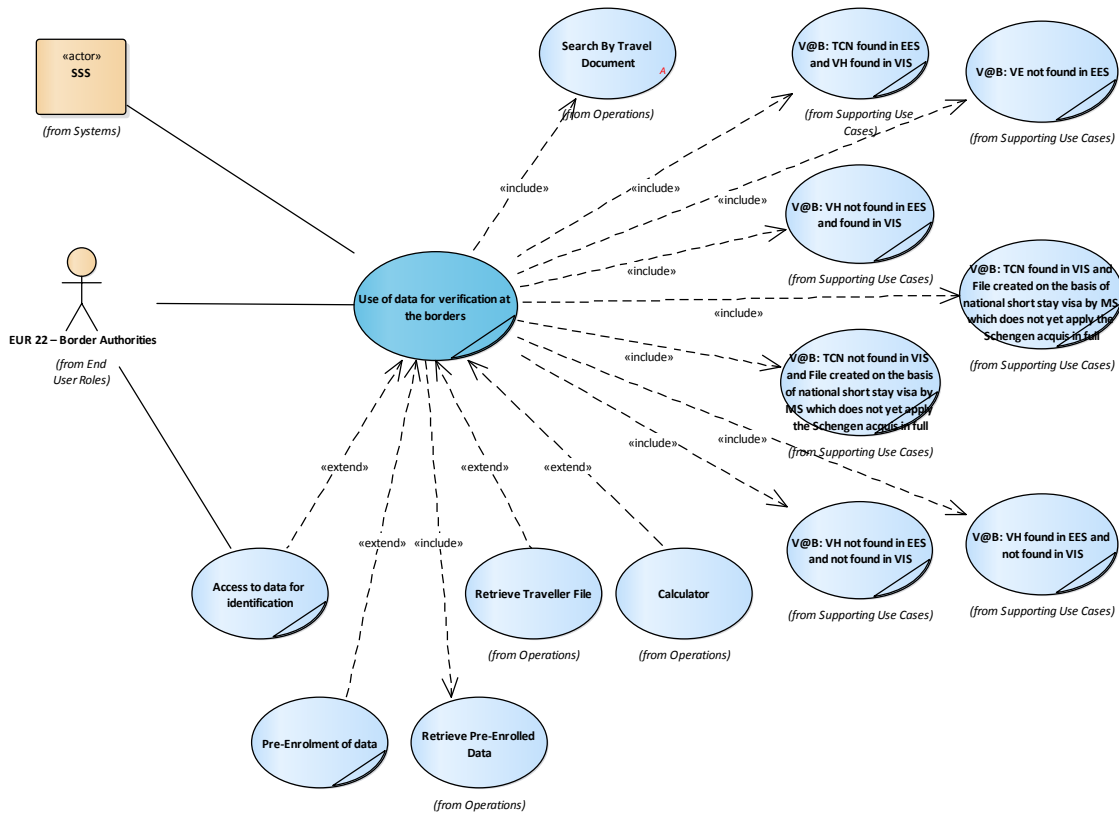 «actor»
SSS
(from Systems)
Search By Travel
Document
A
(from Operations)
V@B: TCN found in EES
and VH found in VIS
(from Supporting Use
Cases)
V@B: VE not found in EES
(from Supporting Use Cases)
«include»
«include»
«include»
V@B: VH not found in EES
and found in VIS
(from Supporting Use Cases)
«include»
EUR 22 – Border Authorities
(from End
User Roles)
Use of data for verification at
the borders
«include»
V@B: TCN found in VIS and
File created on the basis of
national short stay visa by MS
which does not yet apply the
Schengen acquis in full
(from Supporting Use Cases)
«include»
V@B: TCN not found in VIS
and File created on the basis
of national short stay visa by
MS which does not yet apply
the Schengen acquis in full
(from Supporting Use Cases)
«include»
«include»
«extend»
«extend»
«extend»
«extend»
«include»
V@B: VH not found in EES
and not found in VIS
(from Supporting Use Cases)
V@B: VH found in EES and
not found in VIS
(from Supporting Use Cases)
Access to data for
identification
Retrieve Traveller File
(from Operations)
Calculator
(from Operations)
Pre-Enrolment of data
Retrieve Pre-Enrolled
Data
(from Operations)